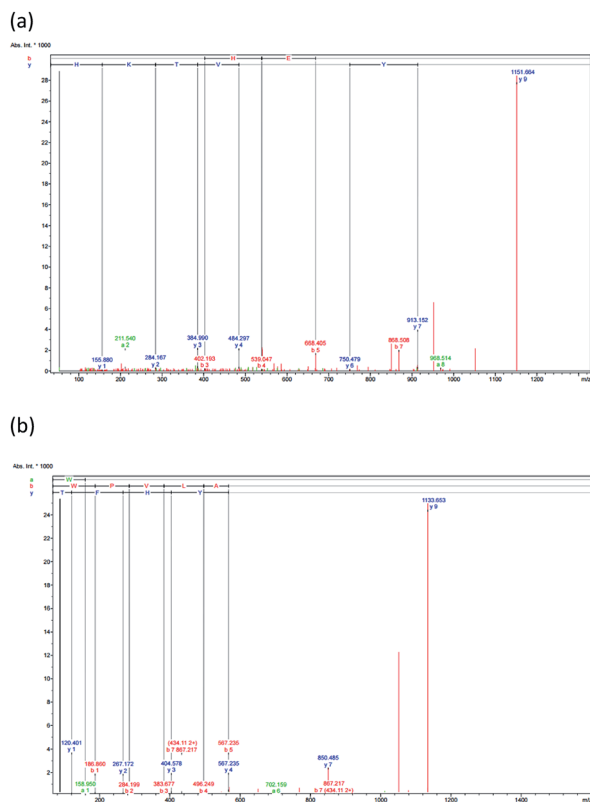 (a)
Abs. Int. * 1000
b H E
y H K T V Y
28
26
24
22
20
18
16
14
12
10
8
6
4
2
0
1151.664
y 9
913.152
y 7
211.540
a 2
384.990
y 3
484.297
y 4
668.405
b 5
868.508
b 7
155.880
y 1
284.167
y 2
402.193
b 3
539.047
b 4
750.479
y 6
968.514
a 8
100 200 300 400 500 600 700 800 900 1000 1100 1200 m/z
(b)
Abs. Int. * 1000
a W
b W P V L A
y T F H Y
24
22
20
18
16
14
12
10
8
6
4
2
1133.653
y 9
120.401
y 1
(434.11 2+)
b 7 867.217
567.235
b 5
186.860
b 1
267.172
y 2
404.578
y 3
567.235
y 4
850.485
y 7
158.950
a 1
284.199
b 2
383.677
b 3
496.249
b 4
702.159
a 6
867.217
b 7 (434.11 2+)
200 400 600 800 1000 1200 1400